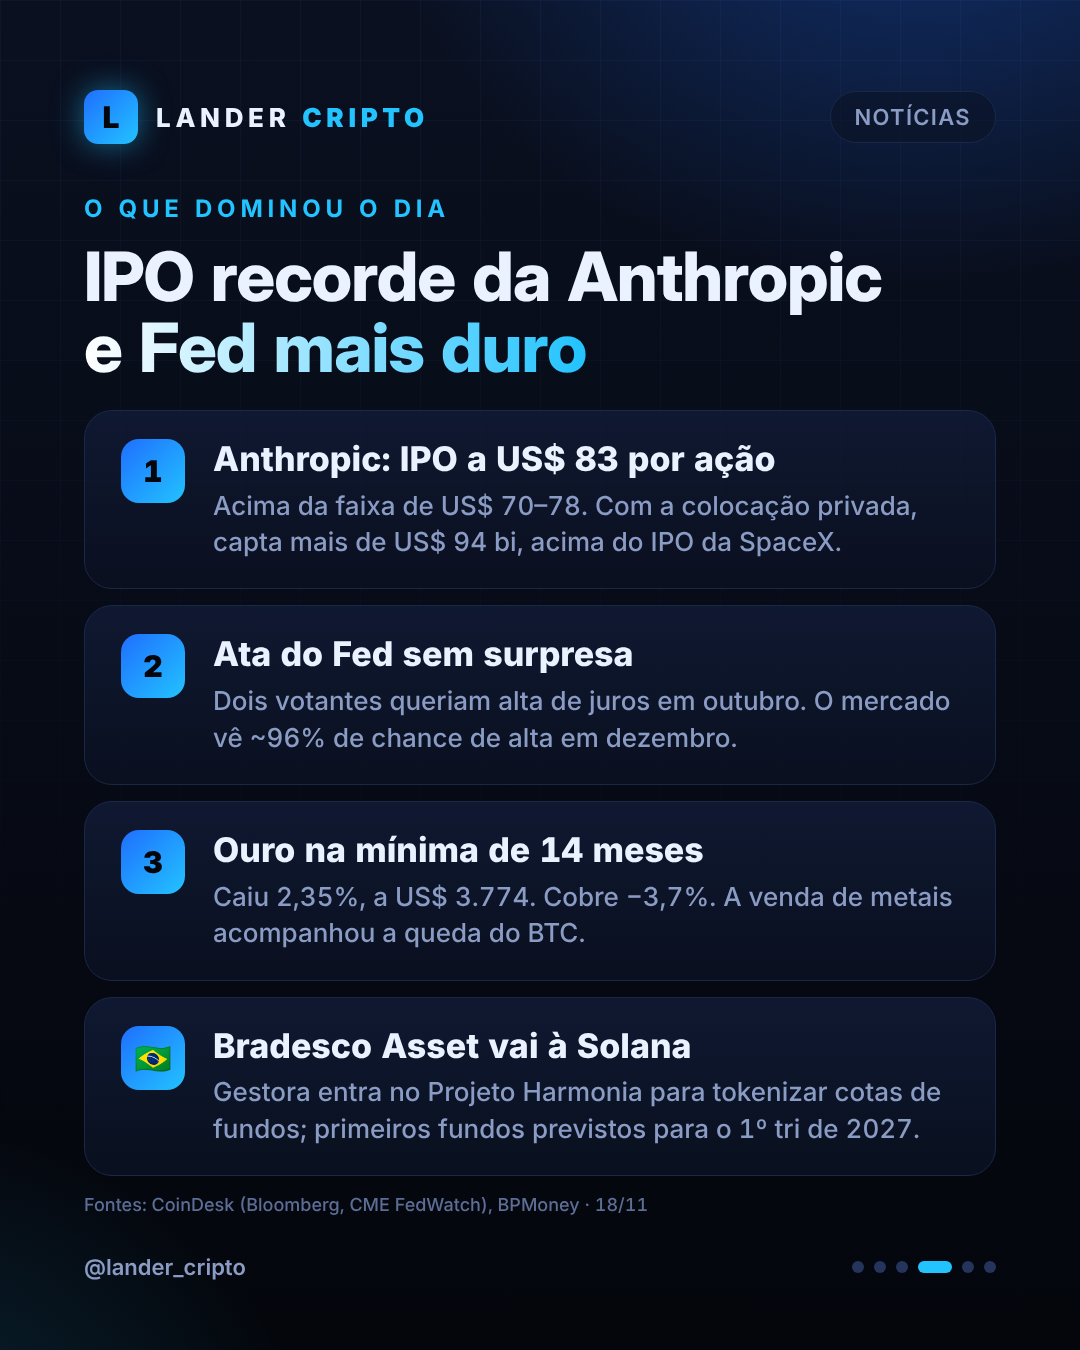 L LANDER CRIPTO
NOTÍCIAS
O QUE DOMINOU O DIA
IPO recorde da Anthropic
e Fed mais duro
1
Anthropic: IPO a US$ 83 por ação
Acima da faixa de US$ 70–78. Com a colocação privada,
capta mais de US$ 94 bi, acima do IPO da SpaceX.
2
Ata do Fed sem surpresa
Dois votantes queriam alta de juros em outubro. O mercado
vê ~96% de chance de alta em dezembro.
3
Ouro na mínima de 14 meses
Caiu 2,35%, a US$ 3.774. Cobre −3,7%. A venda de metais
acompanhou a queda do BTC.
Bradesco Asset vai à Solana
Gestora entra no Projeto Harmonia para tokenizar cotas de
fundos; primeiros fundos previstos para o 1º tri de 2027.
Fontes: CoinDesk (Bloomberg, CME FedWatch), BPMoney · 18/11
@lander_cripto